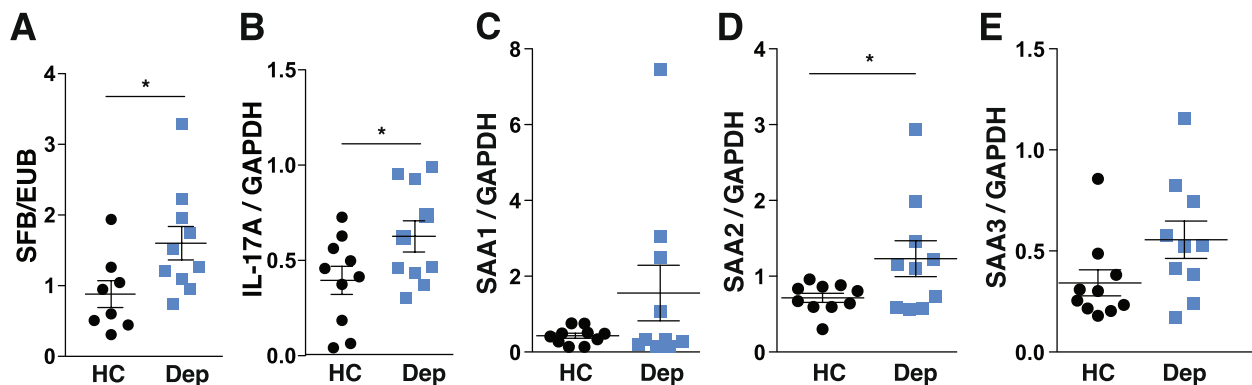 A
SFB/EUB
4
3
2
1
0
*
HC Dep
B
IL-17A / GAPDH
1.5
1.0
0.5
0.0
*
HC Dep
C
SAA1 / GAPDH
8
6
4
2
0
HC Dep
D
SAA2 / GAPDH
4
3
2
1
0
*
HC Dep
E
SAA3 / GAPDH
1.5
1.0
0.5
0.0
HC Dep